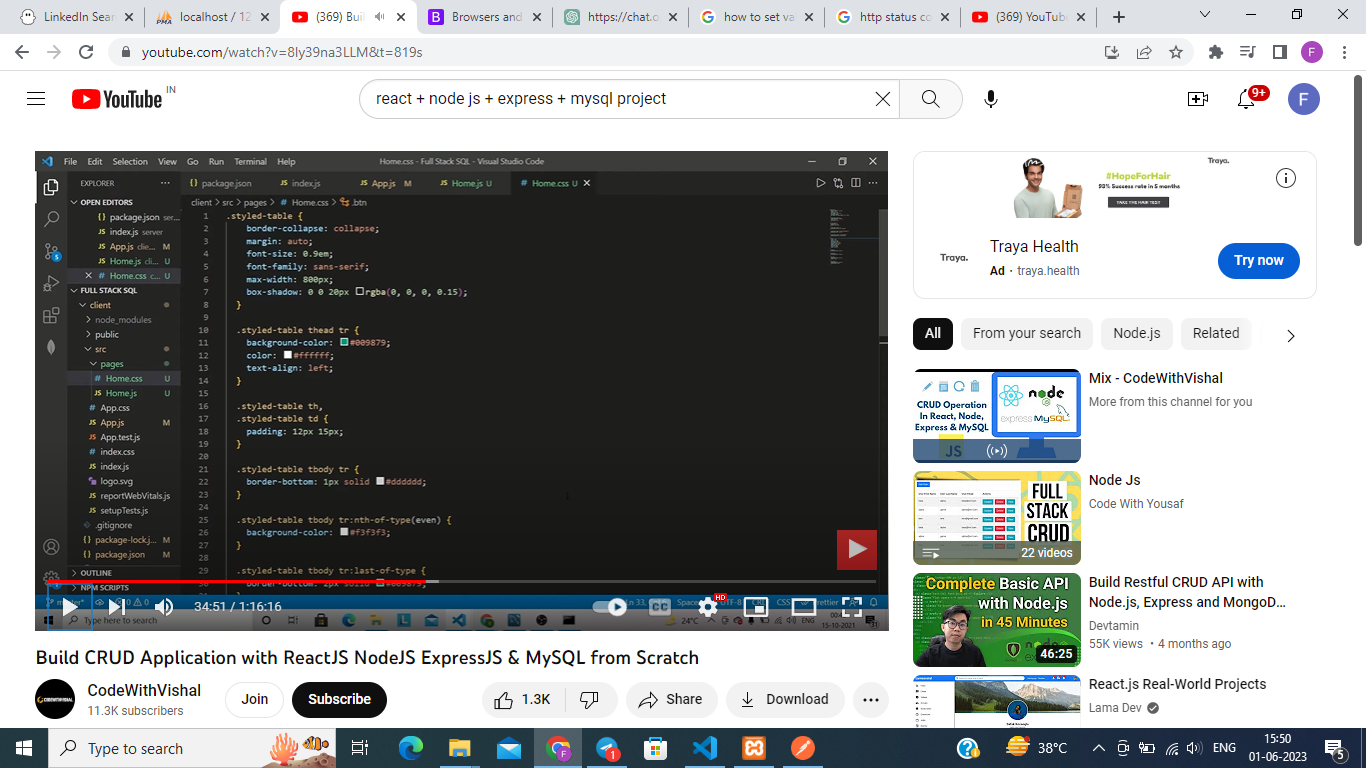 LinkedIn Sear
localhost / 12
(369) Buil
Browsers and
https://chat.o
how to set va
http status co
(369) YouTube
youtube.com/watch?v=8Iy39na3LLM&t=819s
F
YouTube IN
react + node js + express + mysql project
9+
F
File Edit Selection View Go Run Terminal Help
Home.css - Full Stack SQL - Visual Studio Code
EXPLORER
package.json
index.js
App.js M
Home.js U
Home.css U
OPEN EDITORS
package.json ser...
index.js server
App.js clie... M
Home.js cli... U
Home.css c... U
FULL STACK SQL
client
node_modules
public
src
pages
Home.css U
Home.js U
App.css
App.js M
App.test.js
index.css
index.js
logo.svg
reportWebVitals.js
setupTests.js
.gitignore
package-lock.j... M
package.json M
OUTLINE
NPM SCRIPTS
client > src > pages > # Home.css > .btn
1 .styled-table {
2 border-collapse: collapse;
3 margin: auto;
4 font-size: 0.9em;
5 font-family: sans-serif;
6 max-width: 800px;
7 box-shadow: 0 0 20px rgba(0, 0, 0, 0.15);
8 }
9
10 .styled-table thead tr {
11 background-color: #009879;
12 color: #ffffff;
13 text-align: left;
14 }
15
16 .styled-table th,
17 .styled-table td {
18 padding: 12px 15px;
19 }
20
21 .styled-table tbody tr {
22 border-bottom: 1px solid #dddddd;
23 }
24
25 .styled-table tbody tr:nth-of-type(even) {
26 background-color: #f3f3f3;
27 }
28
29 .styled-table tbody tr:last-of-type {
30 border-bottom: 2px solid #009879;
34:51 / 1:16:16
CC
HD
Type here to search
24°C
15-10-2021
Build CRUD Application with ReactJS NodeJS ExpressJS & MySQL from Scratch
CODEWITHVISHAL
CodeWithVishal
11.3K subscribers
Join
Subscribe
1.3K
Share
Download
Traya.
#HopeForHair
93% Success rate in 5 months
TAKE THE HAIR TEST
Traya.
Traya Health
Ad · traya.health
Try now
All
From your search
Node.js
Related
CRUD Operation
In React, Node,
Express & MySQL
node
express MySQL
JS
Mix - CodeWithVishal
More from this channel for you
FULL
STACK
CRUD
22 videos
Node Js
Code With Yousaf
Complete Basic API
with Node.js
in 45 Minutes
46:25
Build Restful CRUD API with
Node.js, Express and MongoD...
Devtamin
55K views · 4 months ago
React.js Real-World Projects
Lama Dev
Type to search
F
1
38°C
ENG
15:50
01-06-2023
5